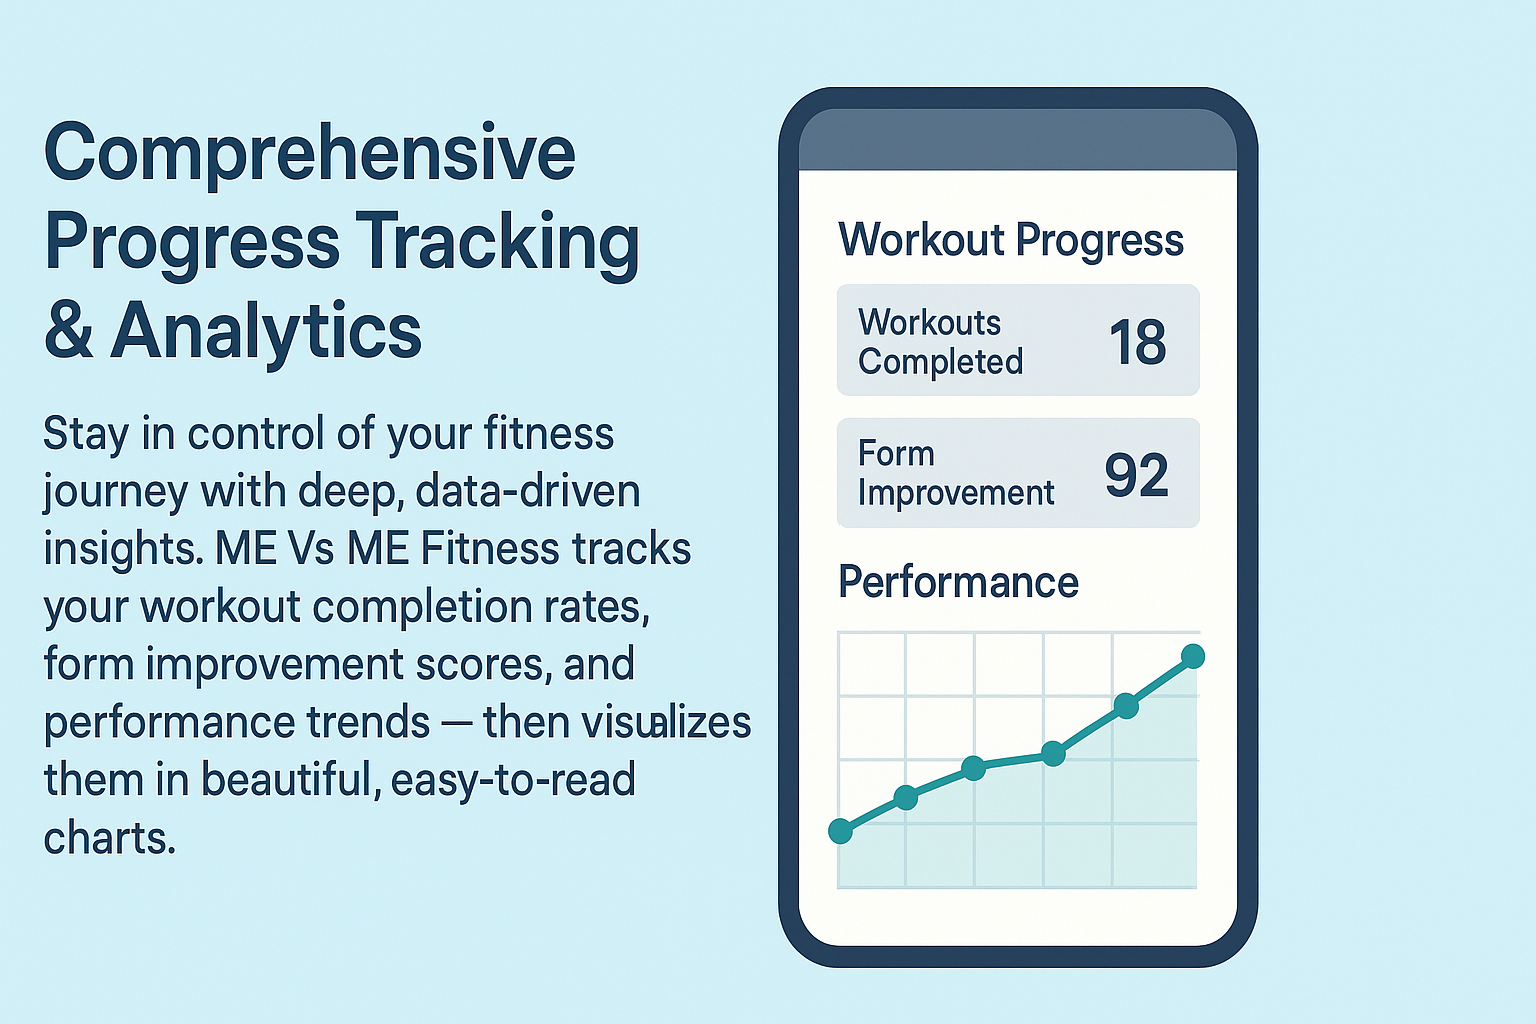 Comprehensive
Progress Tracking
& Analytics
Stay in control of your fitness
journey with deep, data-driven
insights. ME Vs ME Fitness tracks
your workout completion rates,
form improvement scores, and
performance trends — then visualizes
them in beautiful, easy-to-read
charts.
Workout Progress
Workouts
Completed
18
Form
Improvement
92
Performance